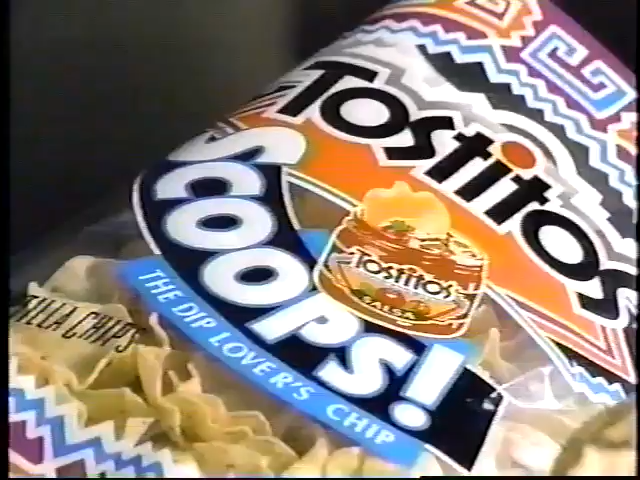 Tostitos
SCOOPS!
Tostitos
SALSA
THE DIP LOVER'S CHIP
TILLA CHIPS